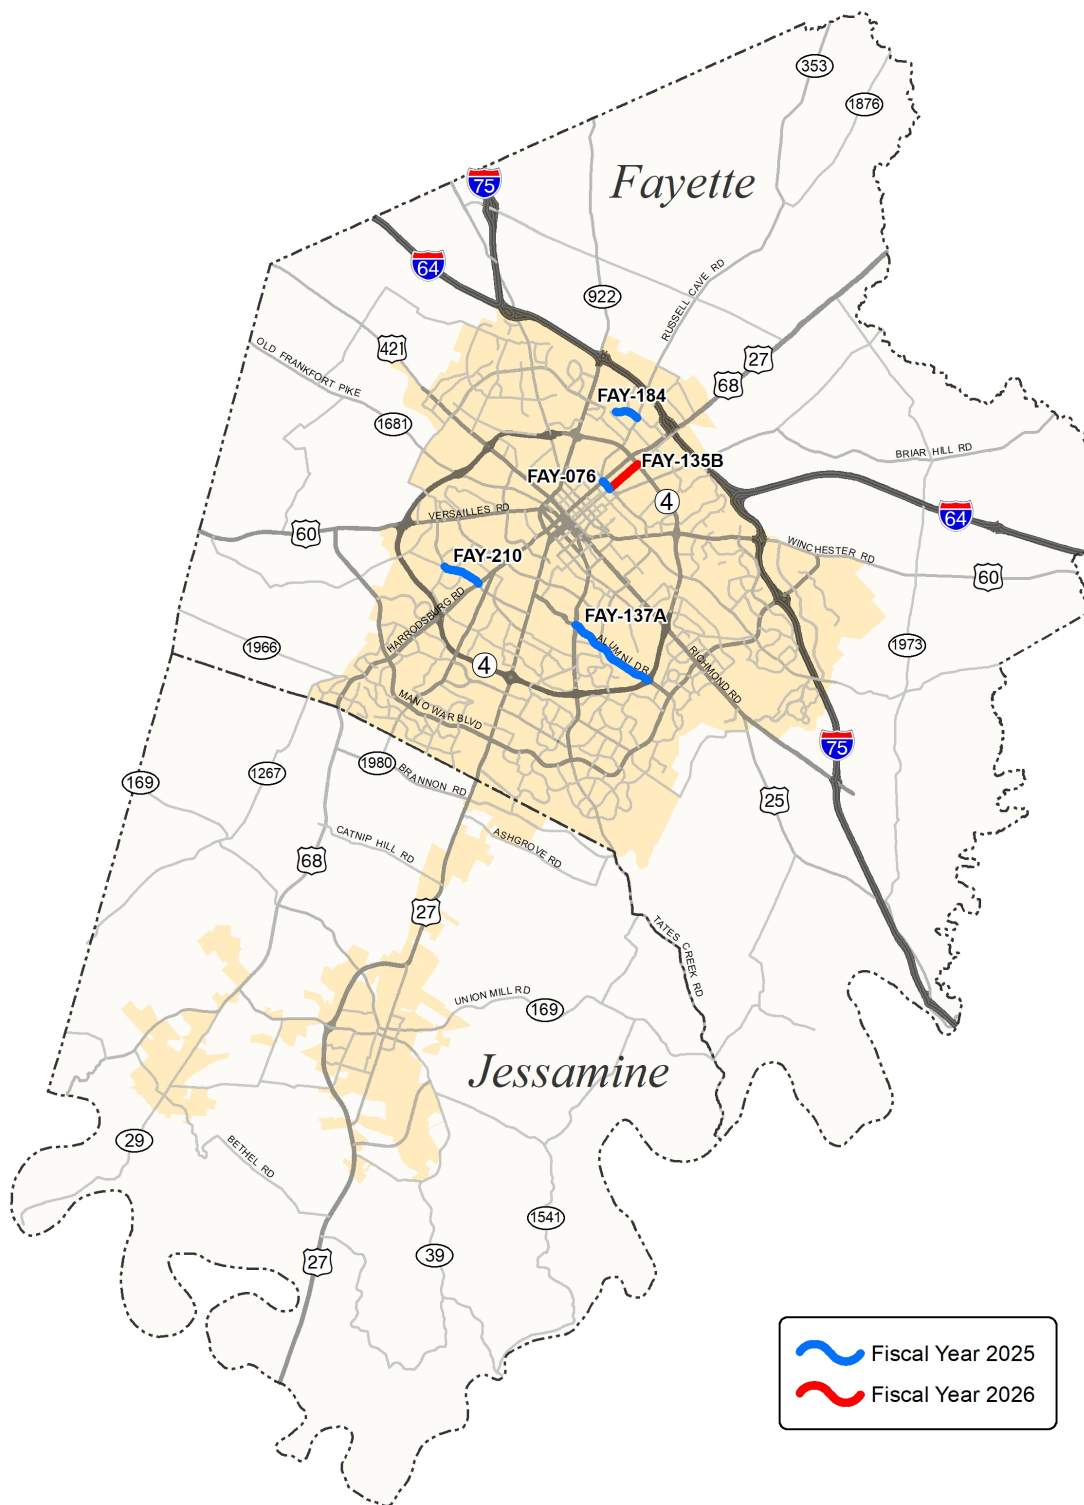 353
1876
Fayette
75
64
922
RUSSELL CAVE RD
421
27
OLD FRANKFORT PIKE
68
FAY-184
1681
BRIAR HILL RD
FAY-135B
FAY-076
4
VERSAILLES RD
64
60
WINCHESTER RD
FAY-210
60
HARRODSBURG RD
FAY-137A
ALUMNI DR
1966
1973
4
RICHMOND RD
MAN O WAR BLVD
75
1980
1267
169
BRANNON RD
25
CATNIP HILL RD
ASHGROVE RD
68
27
TATES CREEK RD
UNION MILL RD
169
Jessamine
29
BETHEL RD
1541
39
27
Fiscal Year 2025
Fiscal Year 2026